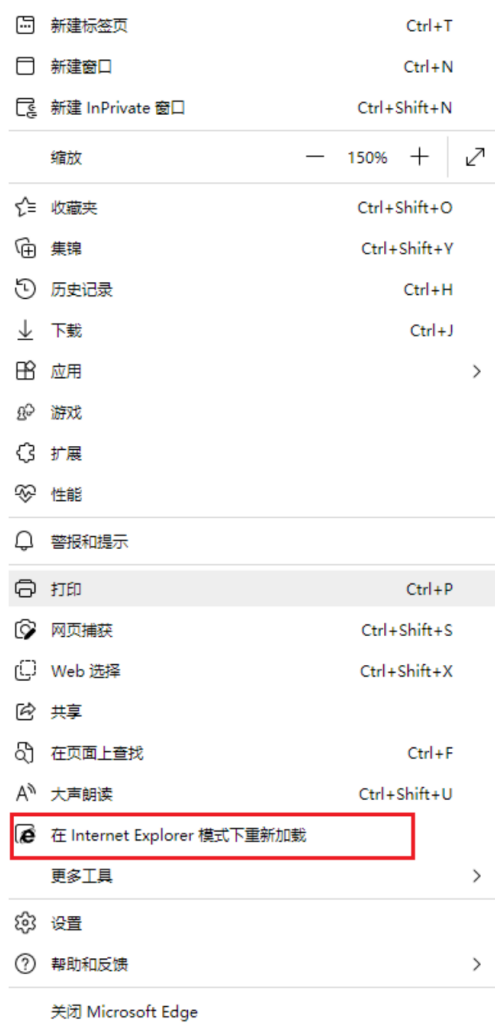 新建标签页 Ctrl+T
新建窗口 Ctrl+N
新建 InPrivate 窗口 Ctrl+Shift+N
缩放 — 150% +
收藏夹 Ctrl+Shift+O
集锦 Ctrl+Shift+Y
历史记录 Ctrl+H
下载 Ctrl+J
应用
游戏
扩展
性能
警报和提示
打印 Ctrl+P
网页捕获 Ctrl+Shift+S
Web 选择 Ctrl+Shift+X
共享
在页面上查找 Ctrl+F
大声朗读 Ctrl+Shift+U
在 Internet Explorer 模式下重新加载
更多工具
设置
帮助和反馈
关闭 Microsoft Edge